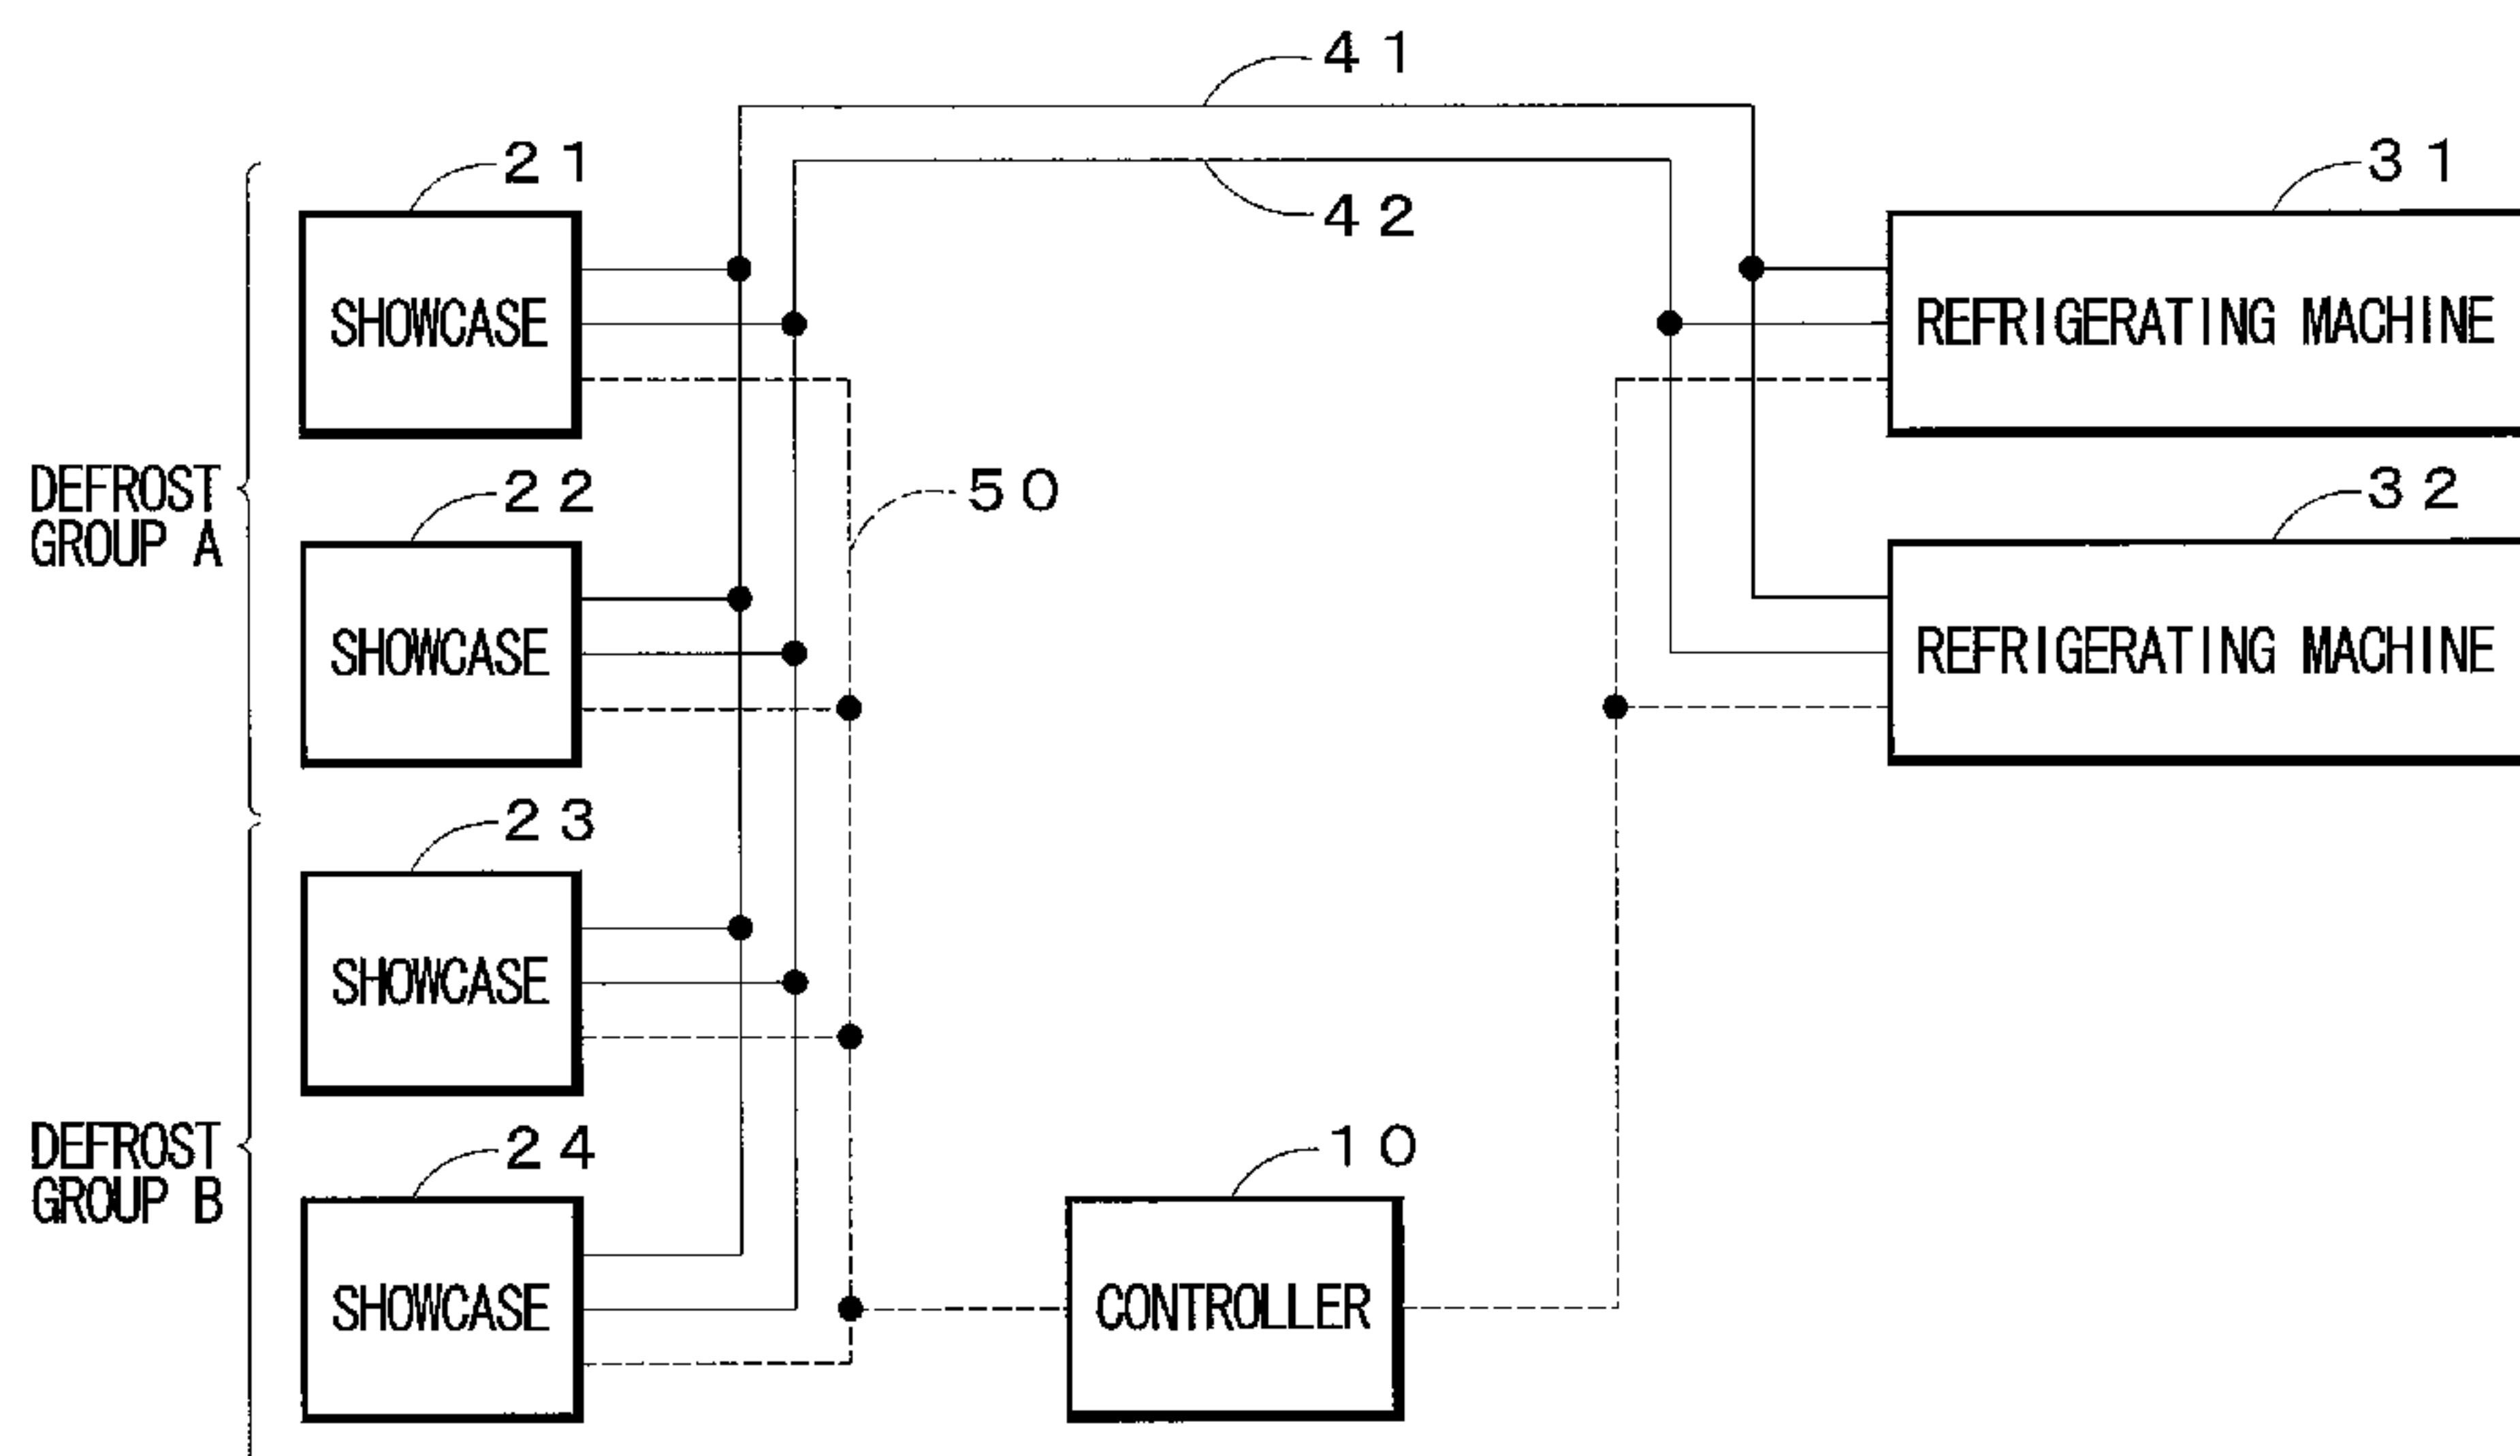 41
21
31
42
SHOWCASE
REFRIGERATING MACHINE
DEFROST
GROUP A
22
50
32
SHOWCASE
REFRIGERATING MACHINE
23
SHOWCASE
DEFROST
GROUP B
24
10
SHOWCASE
CONTROLLER